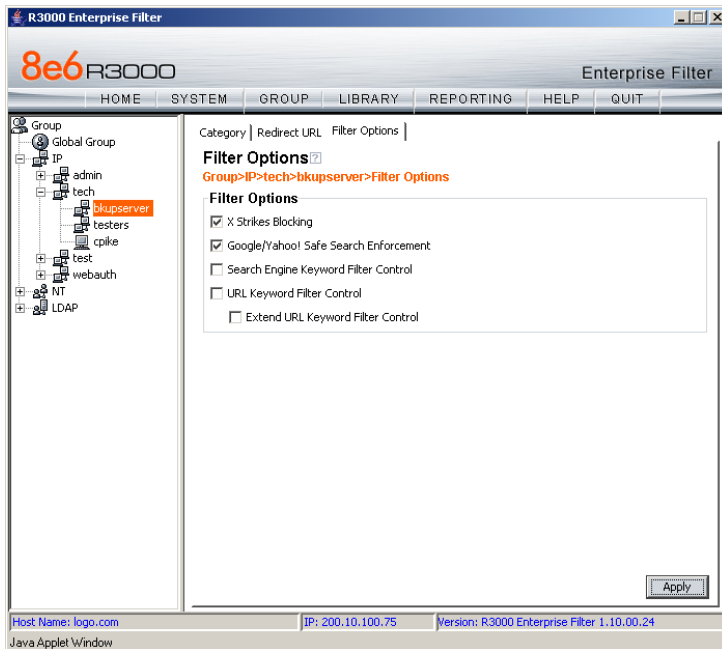 R3000 Enterprise Filter
8e6 R3000
Enterprise Filter
HOME SYSTEM GROUP LIBRARY REPORTING HELP QUIT
Group
Global Group
IP
admin
tech
bkupserver
testers
cpike
test
webauth
NT
LDAP
Category Redirect URL Filter Options
Filter Options?
Group>IP>tech>bkupserver>Filter Options
Filter Options
X Strikes Blocking
Google/Yahoo! Safe Search Enforcement
Search Engine Keyword Filter Control
URL Keyword Filter Control
Extend URL Keyword Filter Control
Apply
Host Name: logo.com IP: 200.10.100.75 Version: R3000 Enterprise Filter 1.10.00.24
Java Applet Window